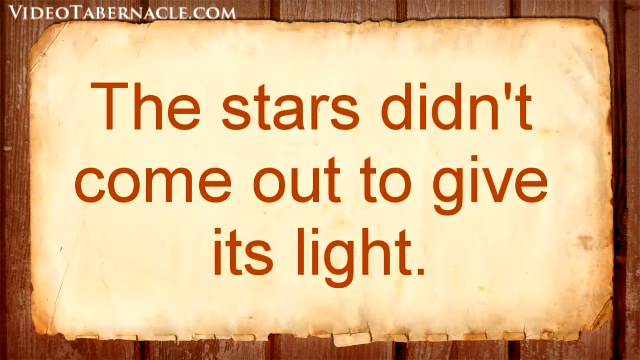 VIDEOTABERNACLE.COM
The stars didn't
come out to give
its light.